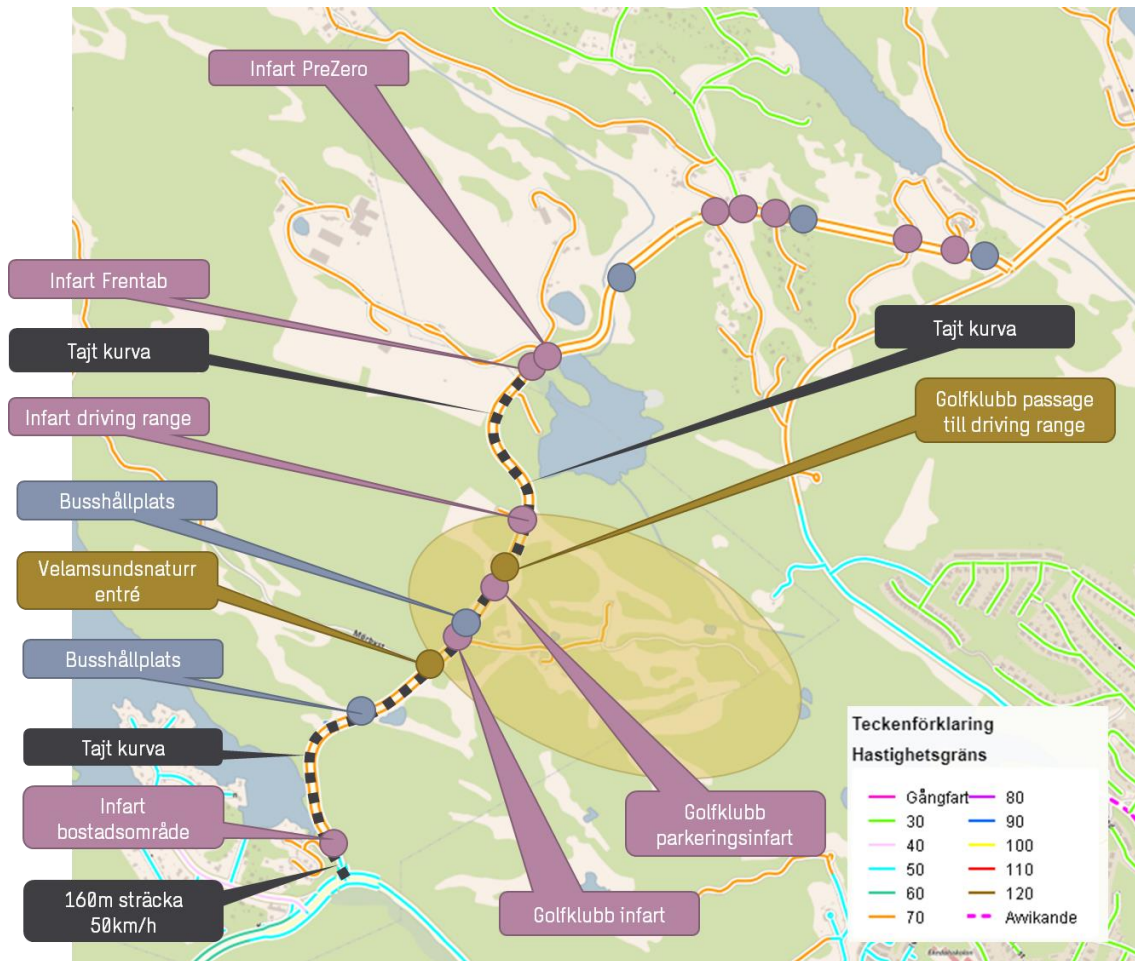 Infart PreZero
Infart Frentab
Tajt kurva
Tajt kurva
Infart driving range
Golfklubb passage
till driving range
Busshållplats
Velamsundsnaturr
entré
Busshållplats
Tajt kurva
Infart
bostadsområde
Golfklubb
parkeringsinfart
160m sträcka
50km/h
Golfklubb infart
Teckenförklaring
Hastighetsgräns
Gångfart
30
40
50
60
70
80
90
100
110
120
Avvikande